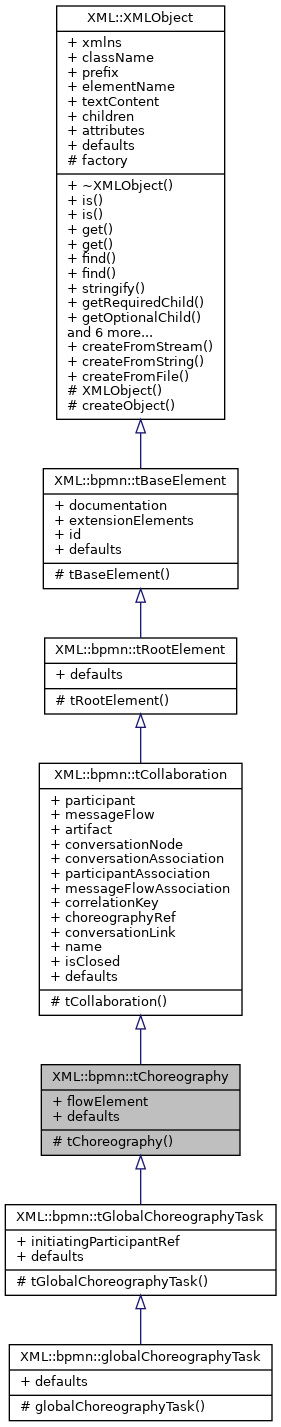 XML::XMLObject
+ xmlns
+ className
+ prefix
+ elementName
+ textContent
+ children
+ attributes
+ defaults
# factory
+ ~XMLObject()
+ is()
+ is()
+ get()
+ get()
+ find()
+ find()
+ stringify()
+ getRequiredChild()
+ getOptionalChild()
and 6 more...
+ createFromStream()
+ createFromString()
+ createFromFile()
# XMLObject()
# createObject()
XML::bpmn::tBaseElement
+ documentation
+ extensionElements
+ id
+ defaults
# tBaseElement()
XML::bpmn::tRootElement
+ defaults
# tRootElement()
XML::bpmn::tCollaboration
+ participant
+ messageFlow
+ artifact
+ conversationNode
+ conversationAssociation
+ participantAssociation
+ messageFlowAssociation
+ correlationKey
+ choreographyRef
+ conversationLink
+ name
+ isClosed
+ defaults
# tCollaboration()
XML::bpmn::tChoreography
+ flowElement
+ defaults
# tChoreography()
XML::bpmn::tGlobalChoreographyTask
+ initiatingParticipantRef
+ defaults
# tGlobalChoreographyTask()
XML::bpmn::globalChoreographyTask
+ defaults
# globalChoreographyTask()